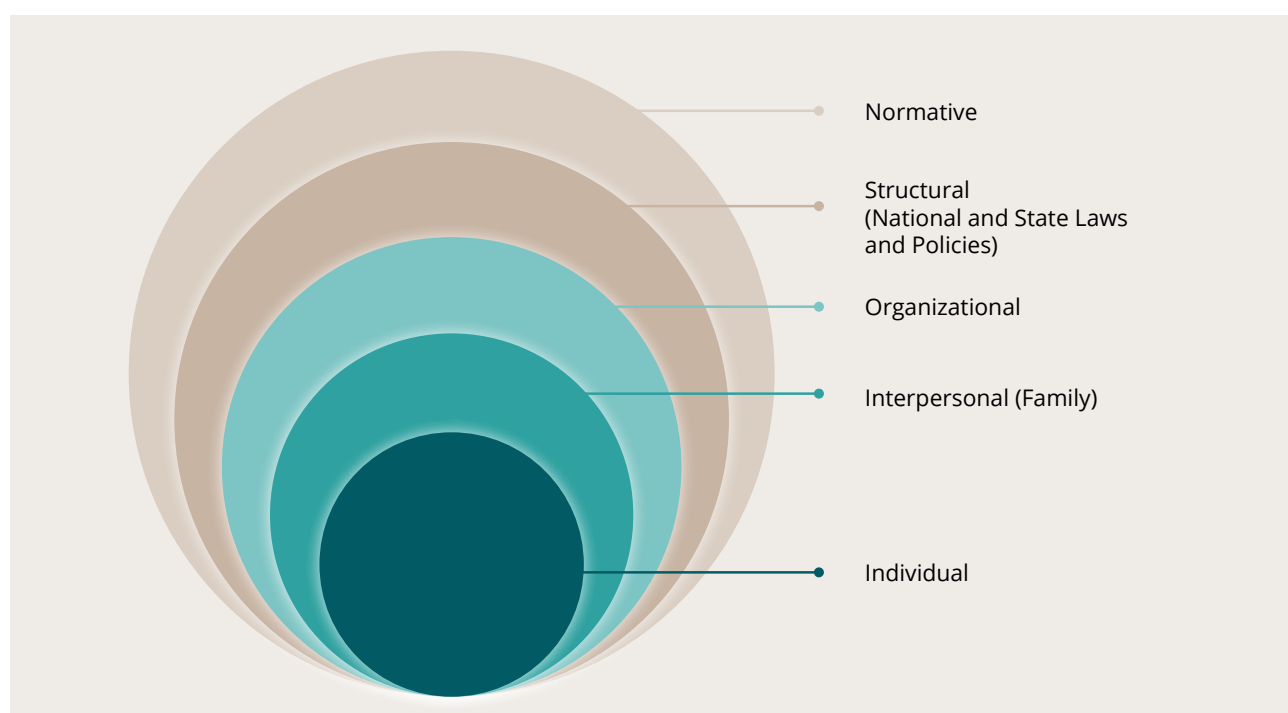 Normative
Structural
(National and State Laws
and Policies)
Organizational
Interpersonal (Family)
Individual